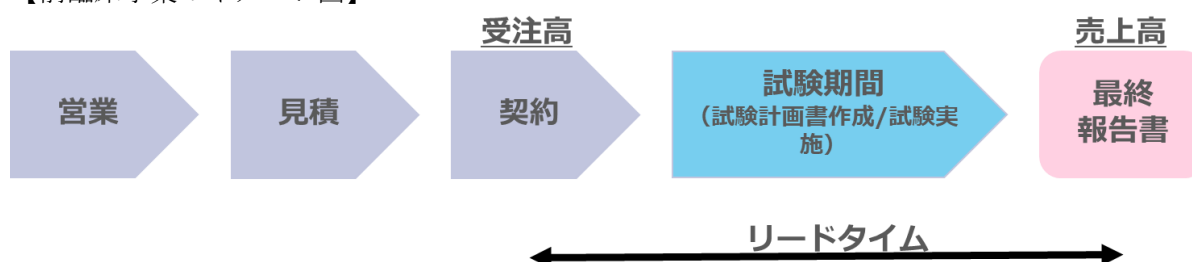 受注高
売上高
営業
見積
契約
試験期間
（試験計画書作成/試験実
施）
最終
報告書
リードタイム